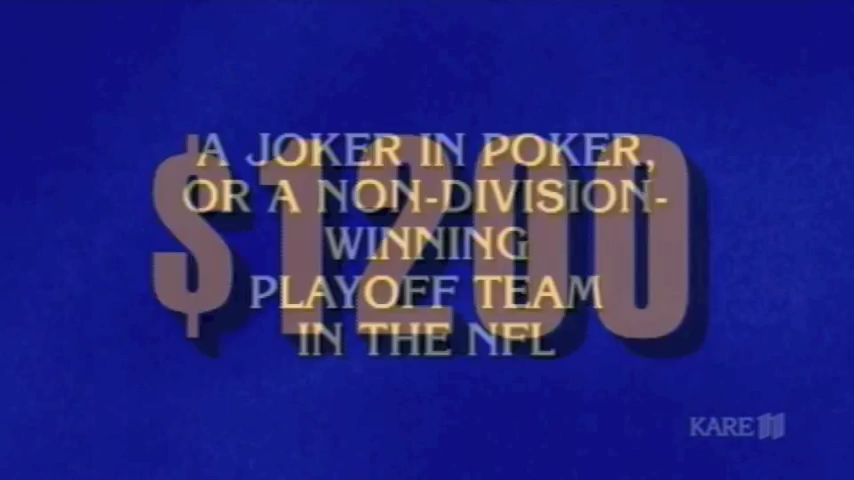 $1200
A JOKER IN POKER,
OR A NON-DIVISION-
WINNING
PLAYOFF TEAM
IN THE NFL
KARE 11